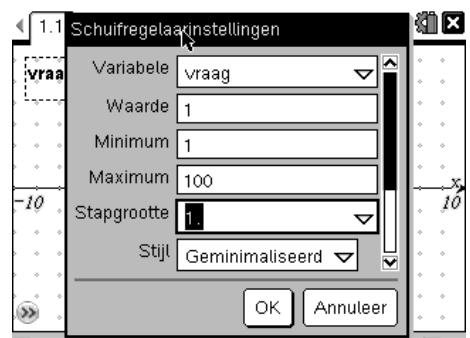 1.1
Schuifregelaarinstellingen
vraa
Variabele vraag
Waarde 1
Minimum 1
Maximum 100
-10
x
10
Stapgrootte 1.
Stijl Geminimaliseerd
OK Annuleer